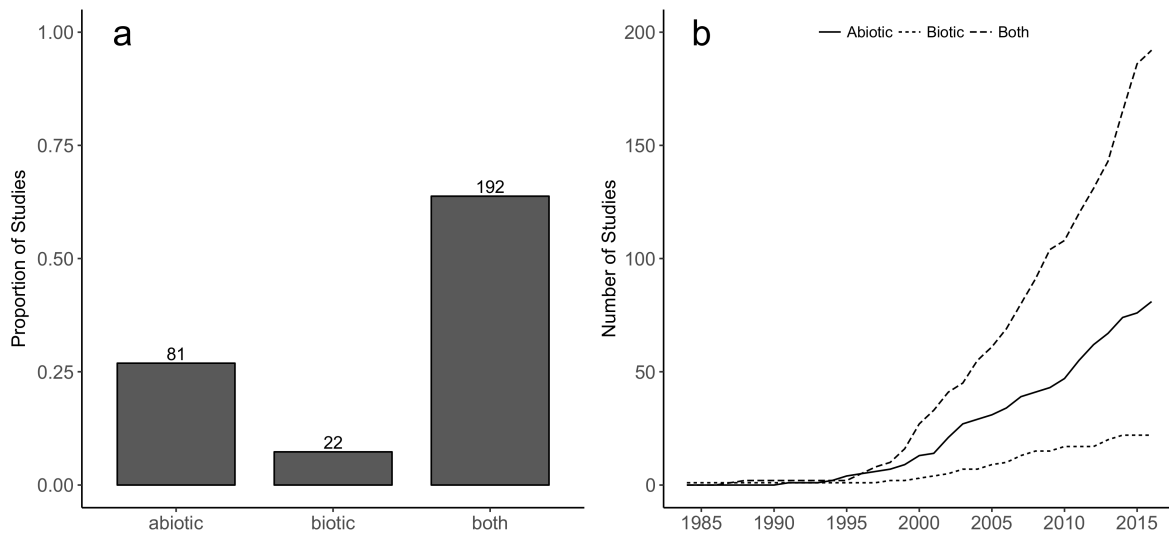 a
Proportion of Studies
1.00
0.75
0.50
0.25
0.00
81
22
192
abiotic
biotic
both
b
Abiotic
Biotic
Both
Number of Studies
200
150
100
50
0
1985
1990
1995
2000
2005
2010
2015